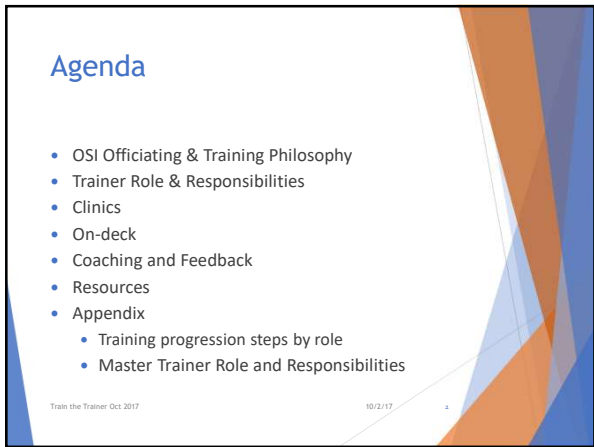 Agenda
• OSI Officiating & Training Philosophy
• Trainer Role & Responsibilities
• Clinics
• On-deck
• Coaching and Feedback
• Resources
• Appendix
• Training progression steps by role
• Master Trainer Role and Responsibilities
Train the Trainer Oct 2017 10/2/17 2